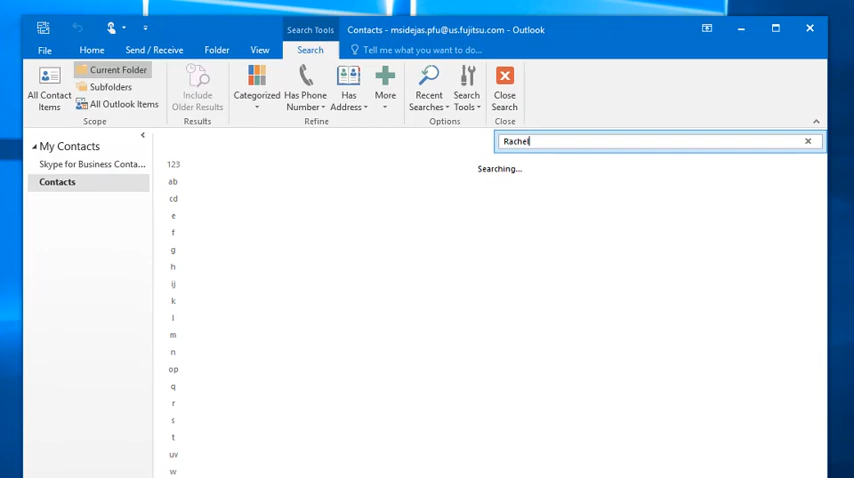 Search Tools
Contacts - msidejas.pfu@us.fujitsu.com - Outlook
File Home Send / Receive Folder View Search Tell me what you want to do...
All Contact Items
Current Folder
Subfolders
All Outlook Items
Scope
Include Older Results
Results
Categorized
Has Phone Number
Has Address
More
Refine
Recent Searches
Search Tools
Options
Close Search
Close
My Contacts
Skype for Business Conta...
Contacts
Rachel
Searching...
123
ab
cd
e
f
g
h
ij
k
l
m
n
op
q
r
s
t
uv
w